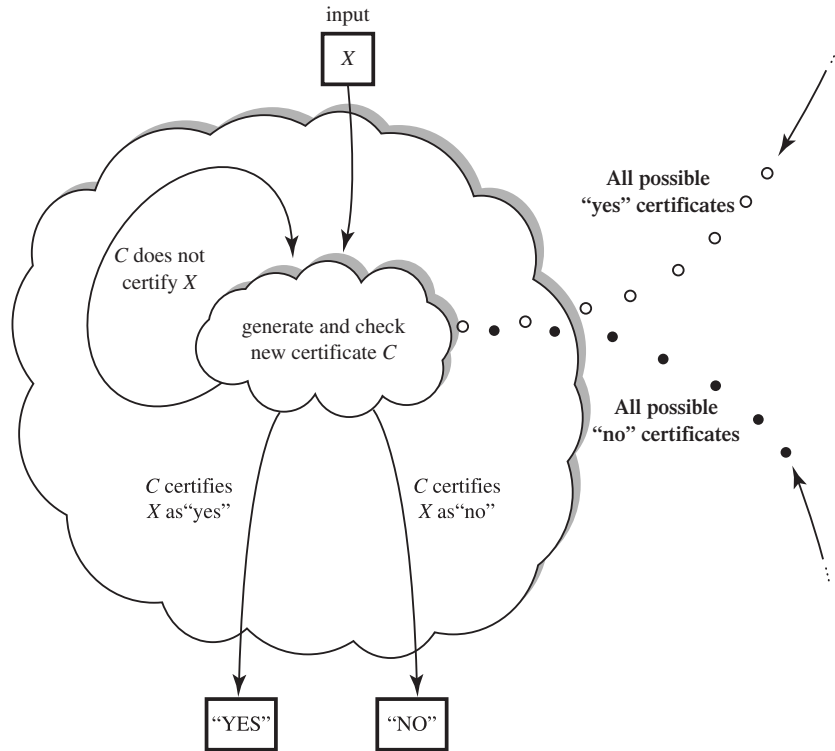 input
X
All possible
“yes” certificates
C does not
certify X
generate and check
new certificate C
All possible
“no” certificates
C certifies
X as“yes”
C certifies
X as“no”
“YES”
“NO”